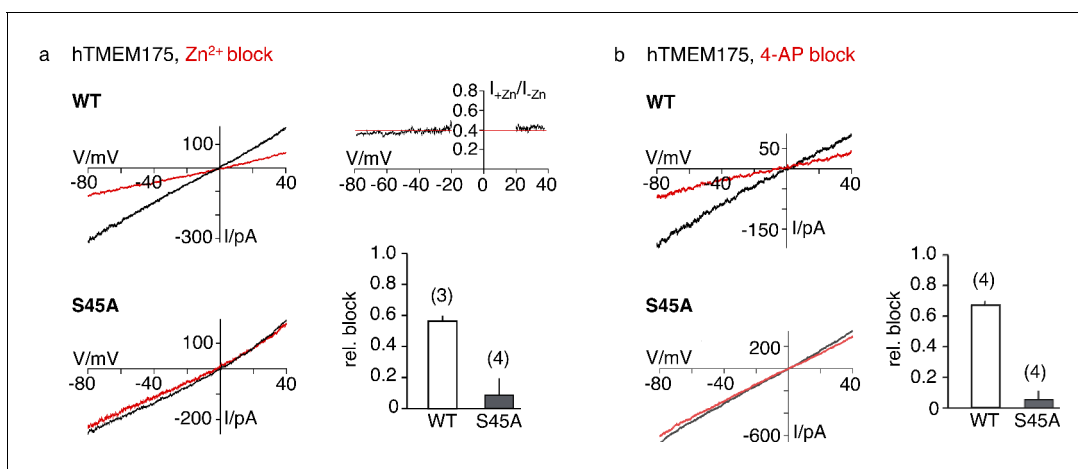 a hTMEM175, Zn2+ block
WT
100
V/mV
-80 -40 40
-300 I/pA
I+Zn/I-Zn
0.8
0.6
0.4
0.2
V/mV
-80 -60 -40 -20 0 20 40
S45A
100
V/mV
-80 -40 40
-200
I/pA
1.0
0.8
0.6
0.4
0.2
0
rel. block
(3)
(4)
WT S45A
b hTMEM175, 4-AP block
WT
50
V/mV
-80 -40 40
-150
I/pA
S45A
200
V/mV
-80 -40 40
-600 I/pA
1.0
0.8
0.6
0.4
0.2
0
rel. block
(4)
(4)
WT S45A